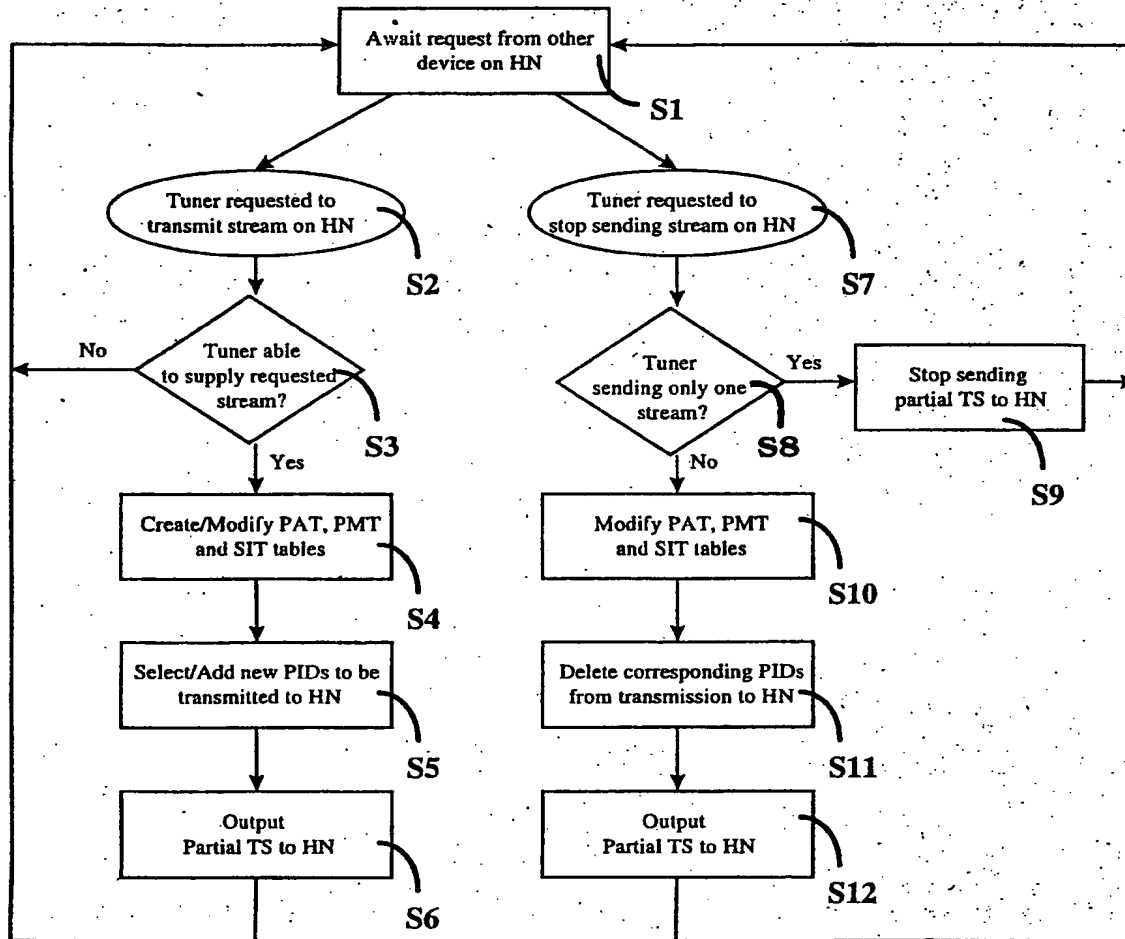 Await request from other
device on HN
S1
Tuner requested to
transmit stream on HN
S2
Tuner requested to
stop sending stream on HN
S7
No
Tuner able
to supply requested
stream?
S3
Yes
Tuner
sending only one
stream?
S8
Yes
No
Stop sending
partial TS to HN
S9
Create/Modify PAT, PMT
and SIT tables
S4
Modify PAT, PMT
and SIT tables
S10
Select/Add new PIDs to be
transmitted to HN
S5
Delete corresponding PIDs
from transmission to HN
S11
Output
Partial TS to HN
S6
Output
Partial TS to HN
S12